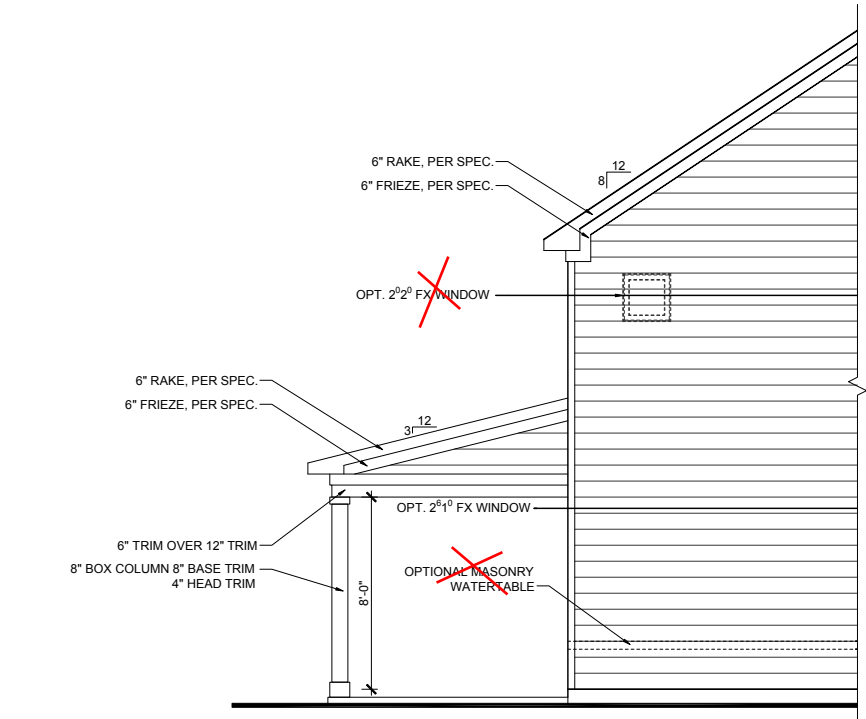 6" RAKE, PER SPEC.
12
8
6" FRIEZE, PER SPEC.
OPT. 2⁰2⁰ FX WINDOW
6" RAKE, PER SPEC.
6" FRIEZE, PER SPEC.
12
3
OPT. 2⁶1⁰ FX WINDOW
6" TRIM OVER 12" TRIM
8" BOX COLUMN 8" BASE TRIM
4" HEAD TRIM
8'-0"
OPTIONAL MASONRY
WATERTABLE